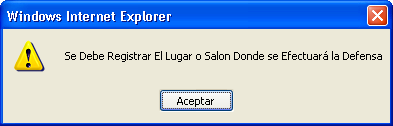 Windows Internet Explorer
Se Debe Registrar El Lugar o Salon Donde se Efectuará la Defensa
Aceptar